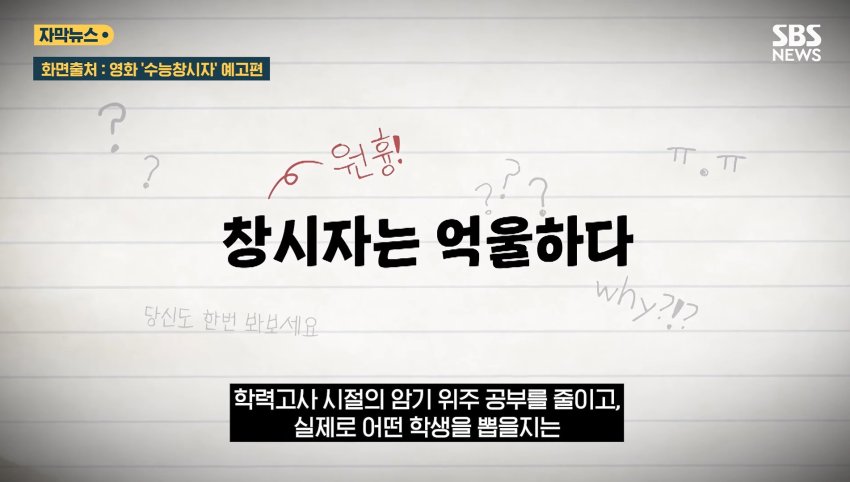 자막뉴스
SBS
NEWS
화면출처 : 영화 '수능창시자' 예고편
?
?
원흉!
? ? ?
ㅠ.ㅠ
창시자는 억울하다
why?!?
당신도 한번 봐보세요
학력고사 시절의 암기 위주 공부를 줄이고,
실제로 어떤 학생을 뽑을지는